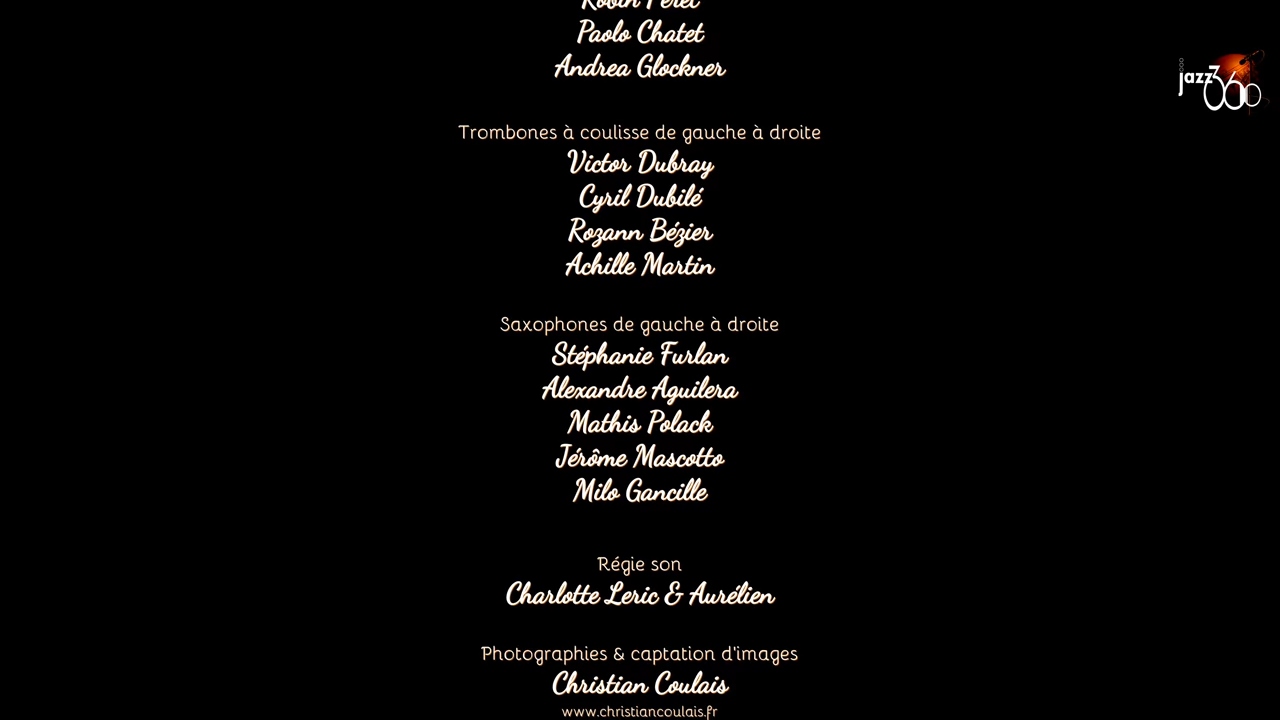 Paolo Chatet
Andrea Glockner
jazz360
Trombones à coulisse de gauche à droite
Victor Dubray
Cyril Dubilé
Rozann Bézier
Achille Martin
Saxophones de gauche à droite
Stéphanie Furlan
Alexandre Aguilera
Mathis Polack
Jérôme Mascotto
Milo Gancille
Régie son
Charlotte Leric & Aurélien
Photographies & captation d'images
Christian Coulais
www.christiancoulais.fr